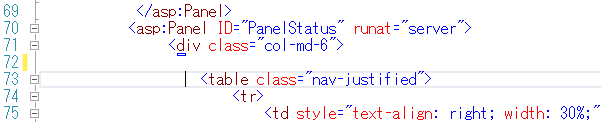 69 </asp:Panel>
70 <asp:Panel ID="PanelStatus" runat="server">
71 <div class="col-md-6">
72
73 <table class="nav-justified">
74 <tr>
75 <td style="text-align: right; width: 30%;"